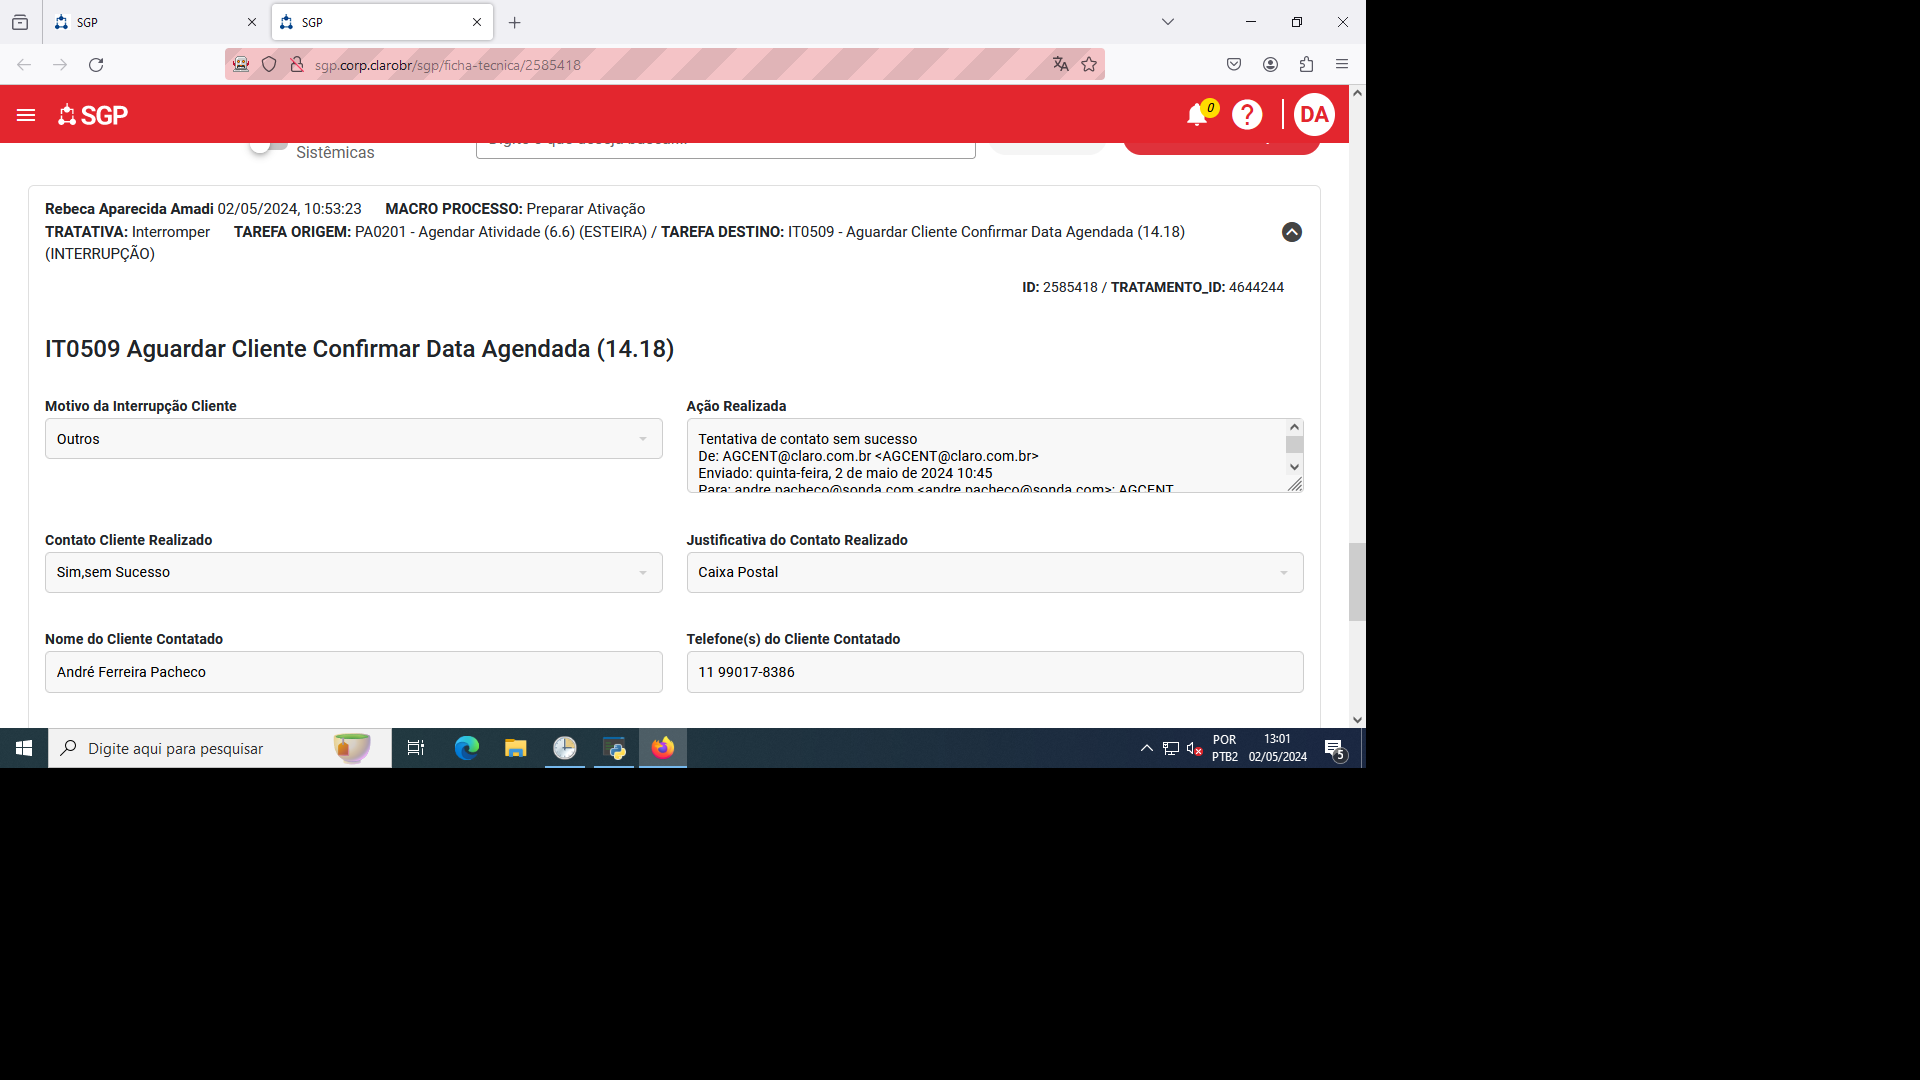 SGP
SGP
sgp.corp.clarobr/sgp/ficha-tecnica/2585418
SGP
0
?
DA
Sistêmicas
Rebeca Aparecida Amadi 02/05/2024, 10:53:23 MACRO PROCESSO: Preparar Ativação
TRATATIVA: Interromper TAREFA ORIGEM: PA0201 - Agendar Atividade (6.6) (ESTEIRA) / TAREFA DESTINO: IT0509 - Aguardar Cliente Confirmar Data Agendada (14.18)
(INTERRUPÇÃO)
ID: 2585418 / TRATAMENTO_ID: 4644244
IT0509 Aguardar Cliente Confirmar Data Agendada (14.18)
Motivo da Interrupção Cliente
Outros
Ação Realizada
Tentativa de contato sem sucesso
De: AGCENT@claro.com.br <AGCENT@claro.com.br>
Enviado: quinta-feira, 2 de maio de 2024 10:45
Para: andre.pacheco@sonda.com <andre.pacheco@sonda.com>; AGCENT
Contato Cliente Realizado
Sim,sem Sucesso
Justificativa do Contato Realizado
Caixa Postal
Nome do Cliente Contatado
André Ferreira Pacheco
Telefone(s) do Cliente Contatado
11 99017-8386
Digite aqui para pesquisar
POR
PTB2
13:01
02/05/2024
5